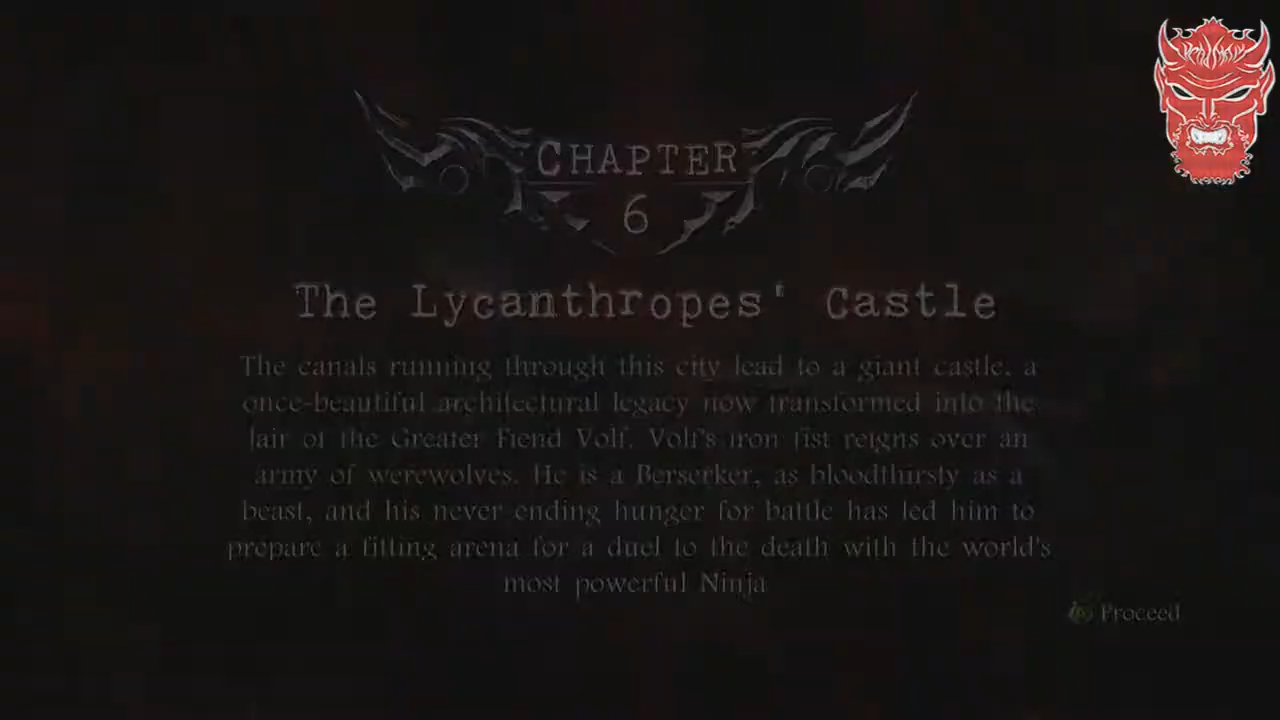 CHAPTER
6
The Lycanthropes' Castle
The canals running through this city lead to a giant castle, a
once-beautiful architectural legacy now transformed into the
lair of the Greater Fiend Volf. Volf's iron fist reigns over an
army of werewolves. He is a Berserker, as bloodthirsty as a
beast, and his never ending hunger for battle has led him to
prepare a fitting arena for a duel to the death with the world's
most powerful Ninja
Proceed